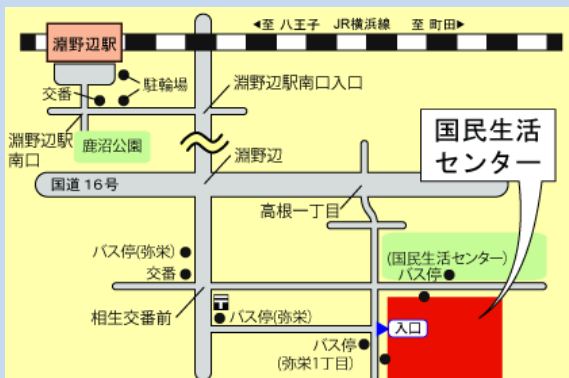 ◀至 八王子 JR横浜線 至 町田▶
淵野辺駅
駐輪場
交番
淵野辺駅南口入口
淵野辺駅
南口
鹿沼公園
淵野辺
国民生活
センター
国道16号
高根一丁目
バス停(弥栄)
交番
(国民生活センター)
バス停
相生交番前
〒
バス停(弥栄)
入口
バス停
(弥栄1丁目)